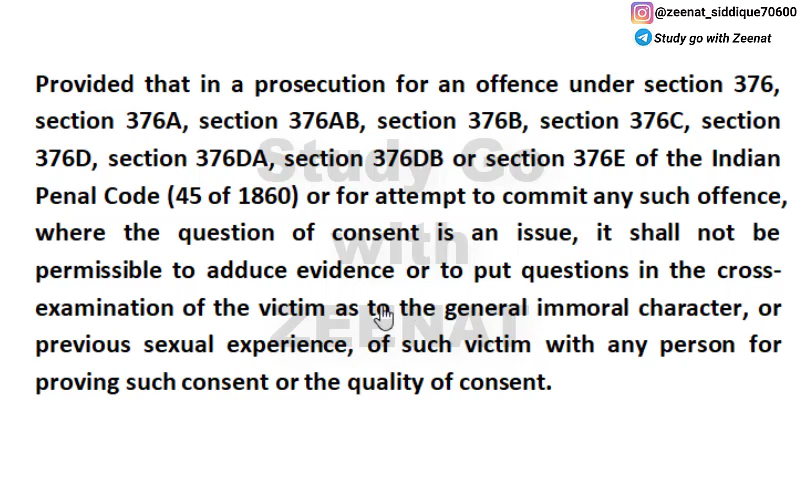 @zeenat_siddique70600
Study go with Zeenat
Provided that in a prosecution for an offence under section 376,
section 376A, section 376AB, section 376B, section 376C, section
376D, section 376DA, section 376DB or section 376E of the Indian
Penal Code (45 of 1860) or for attempt to commit any such offence,
where the question of consent is an issue, it shall not be
permissible to adduce evidence or to put questions in the cross-
examination of the victim as to the general immoral character, or
previous sexual experience, of such victim with any person for
proving such consent or the quality of consent.
Study Go
with
ZEENAT